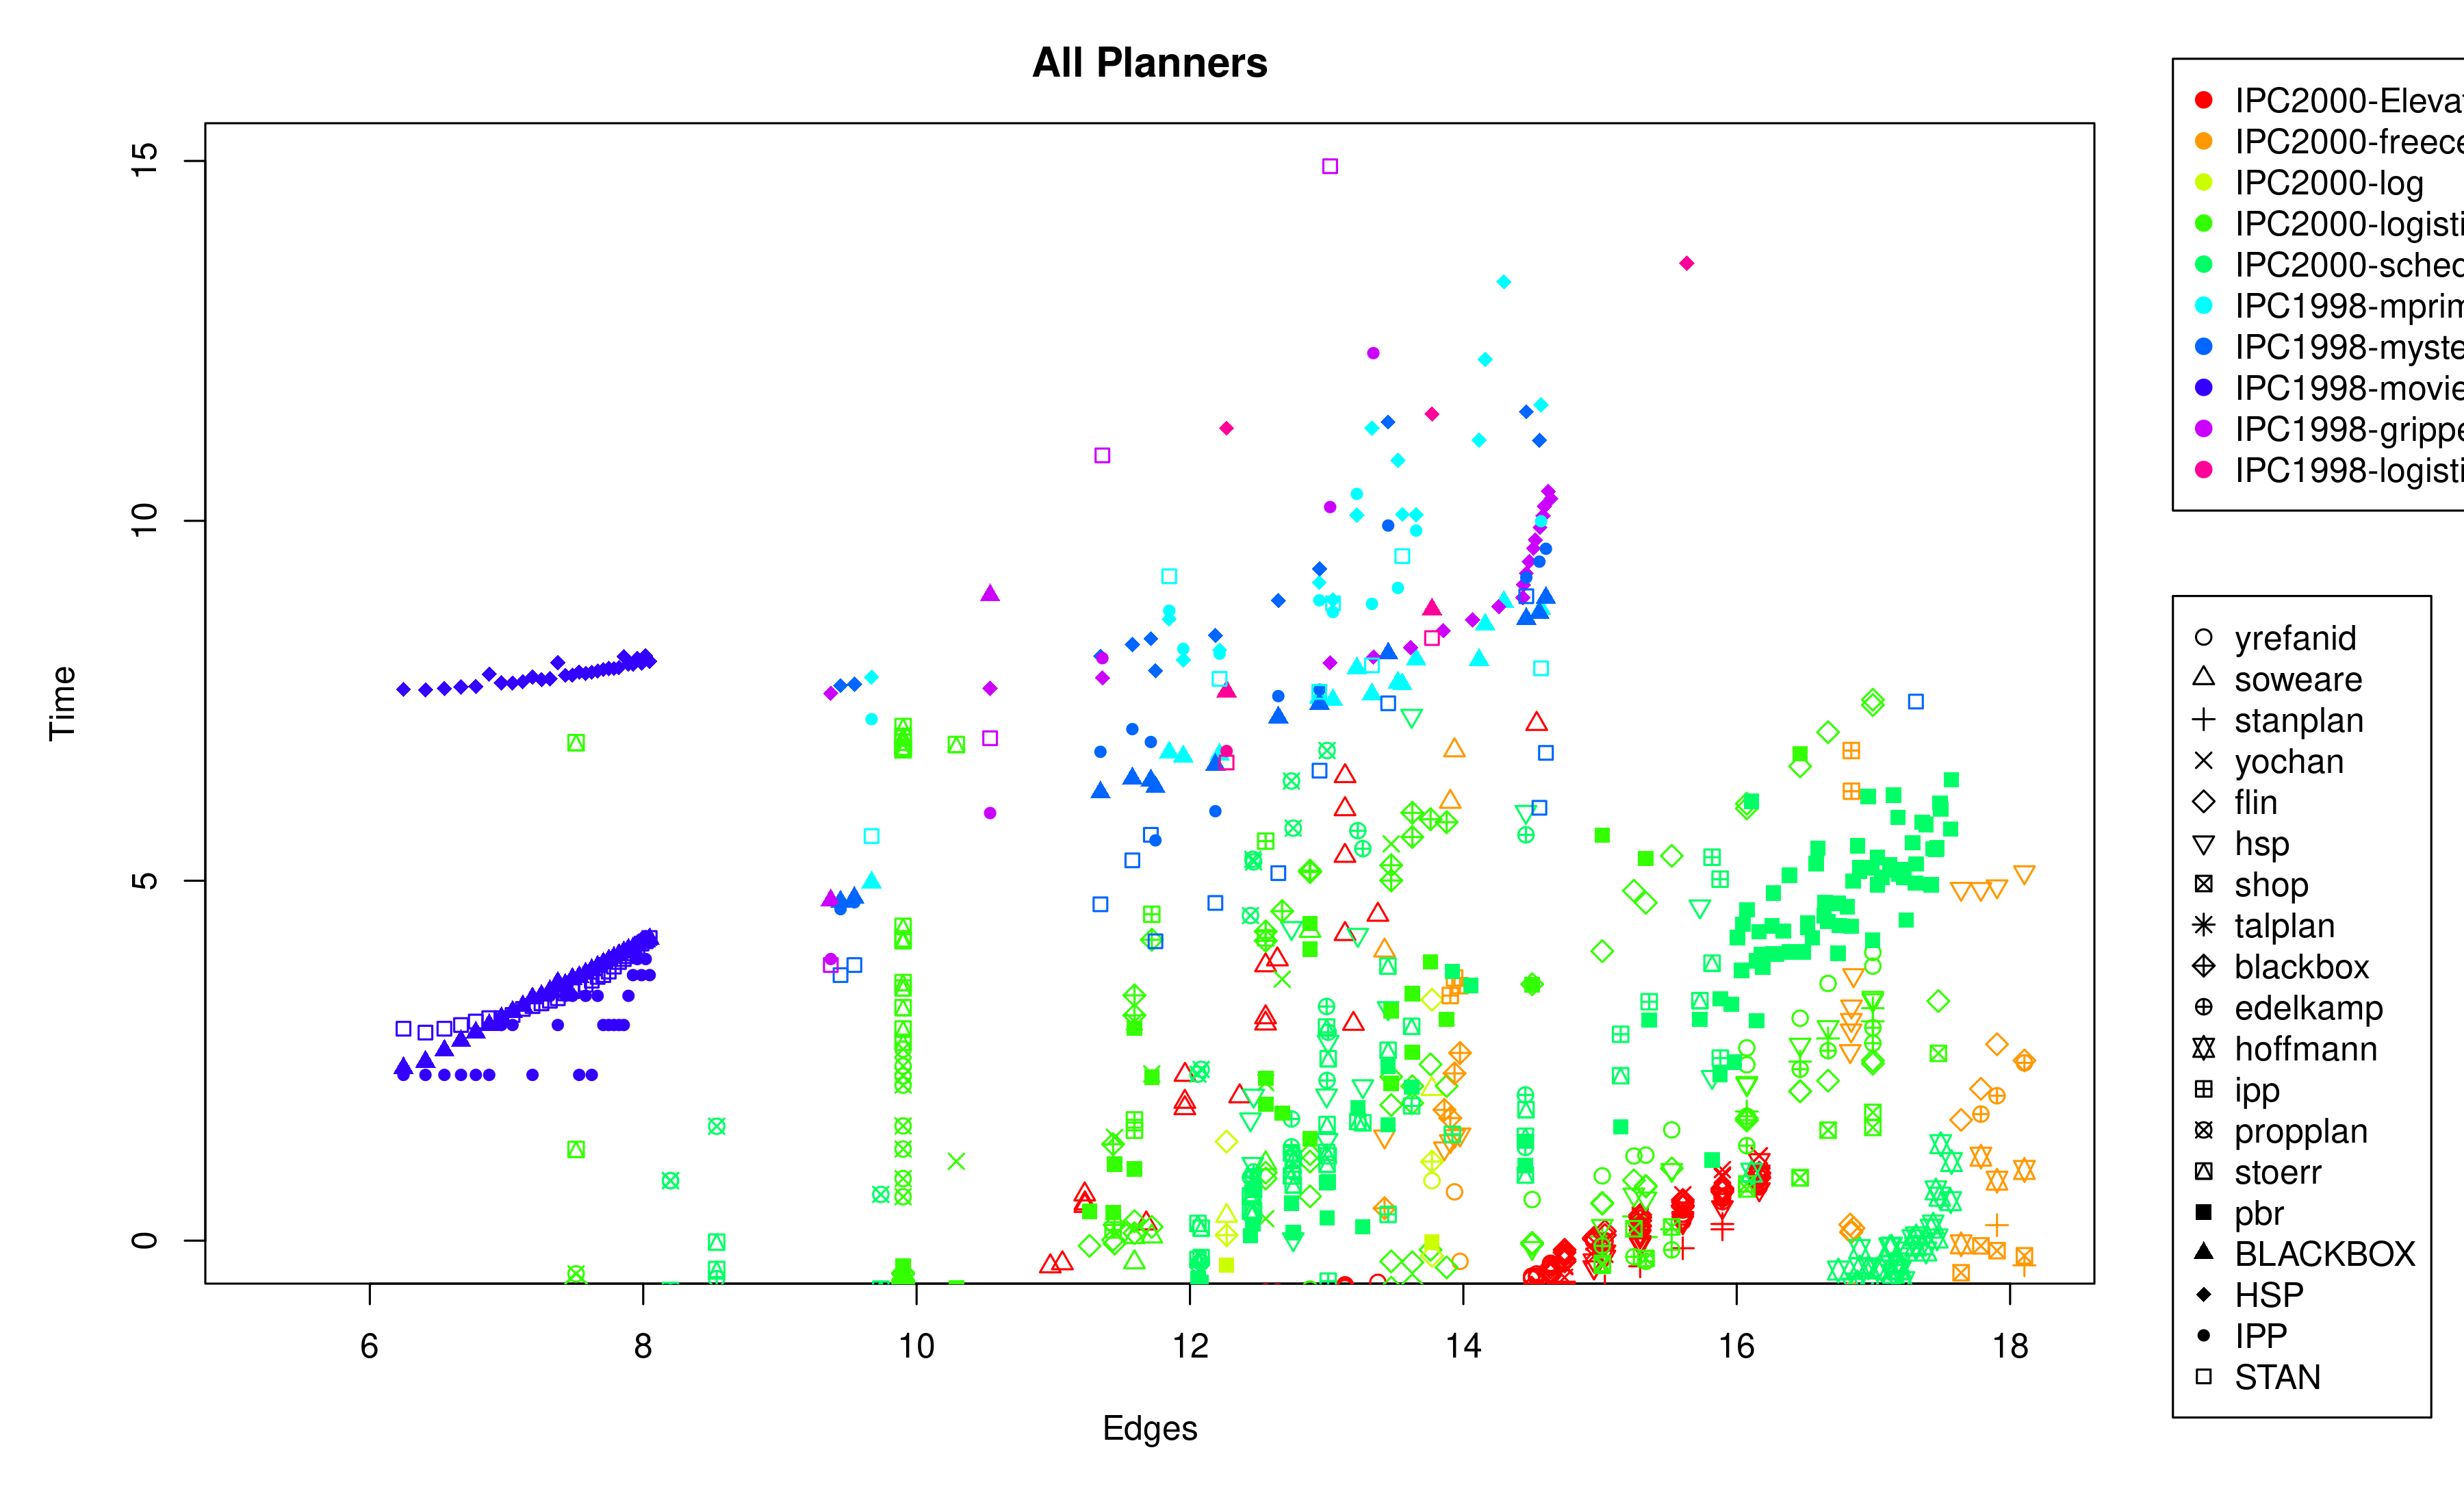 All Planners
15
10
5
0
Time
6 8 10 12 14 16 18
Edges
IPC2000-Eleva
IPC2000-freece
IPC2000-log
IPC2000-logisti
IPC2000-sched
IPC1998-mprim
IPC1998-myste
IPC1998-movie
IPC1998-grippe
IPC1998-logisti
yrefanid
soweare
stanplan
yochan
flin
hsp
shop
talplan
blackbox
edelkamp
hoffmann
ipp
propplan
stoerr
pbr
BLACKBOX
HSP
IPP
STAN